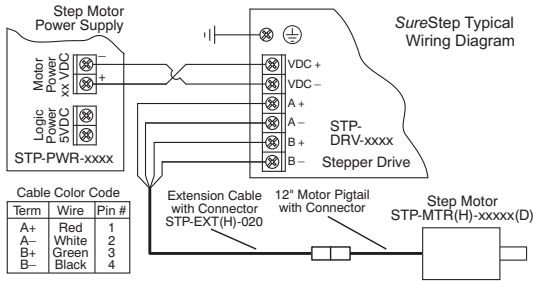 Step Motor
Power Supply
Motor
Power
xx VDC
–
+
Logic
Power
5VDC
STP-PWR-xxxx
VDC +
VDC –
A +
A –
B +
B –
STP-
DRV-xxxx
Stepper Drive
SureStep Typical
Wiring Diagram
Cable Color Code
Term Wire Pin #
A+ Red 1
A– White 2
B+ Green 3
B– Black 4
Extension Cable
with Connector
STP-EXT(H)-020
12" Motor Pigtail
with Connector
Step Motor
STP-MTR(H)-xxxxx(D)